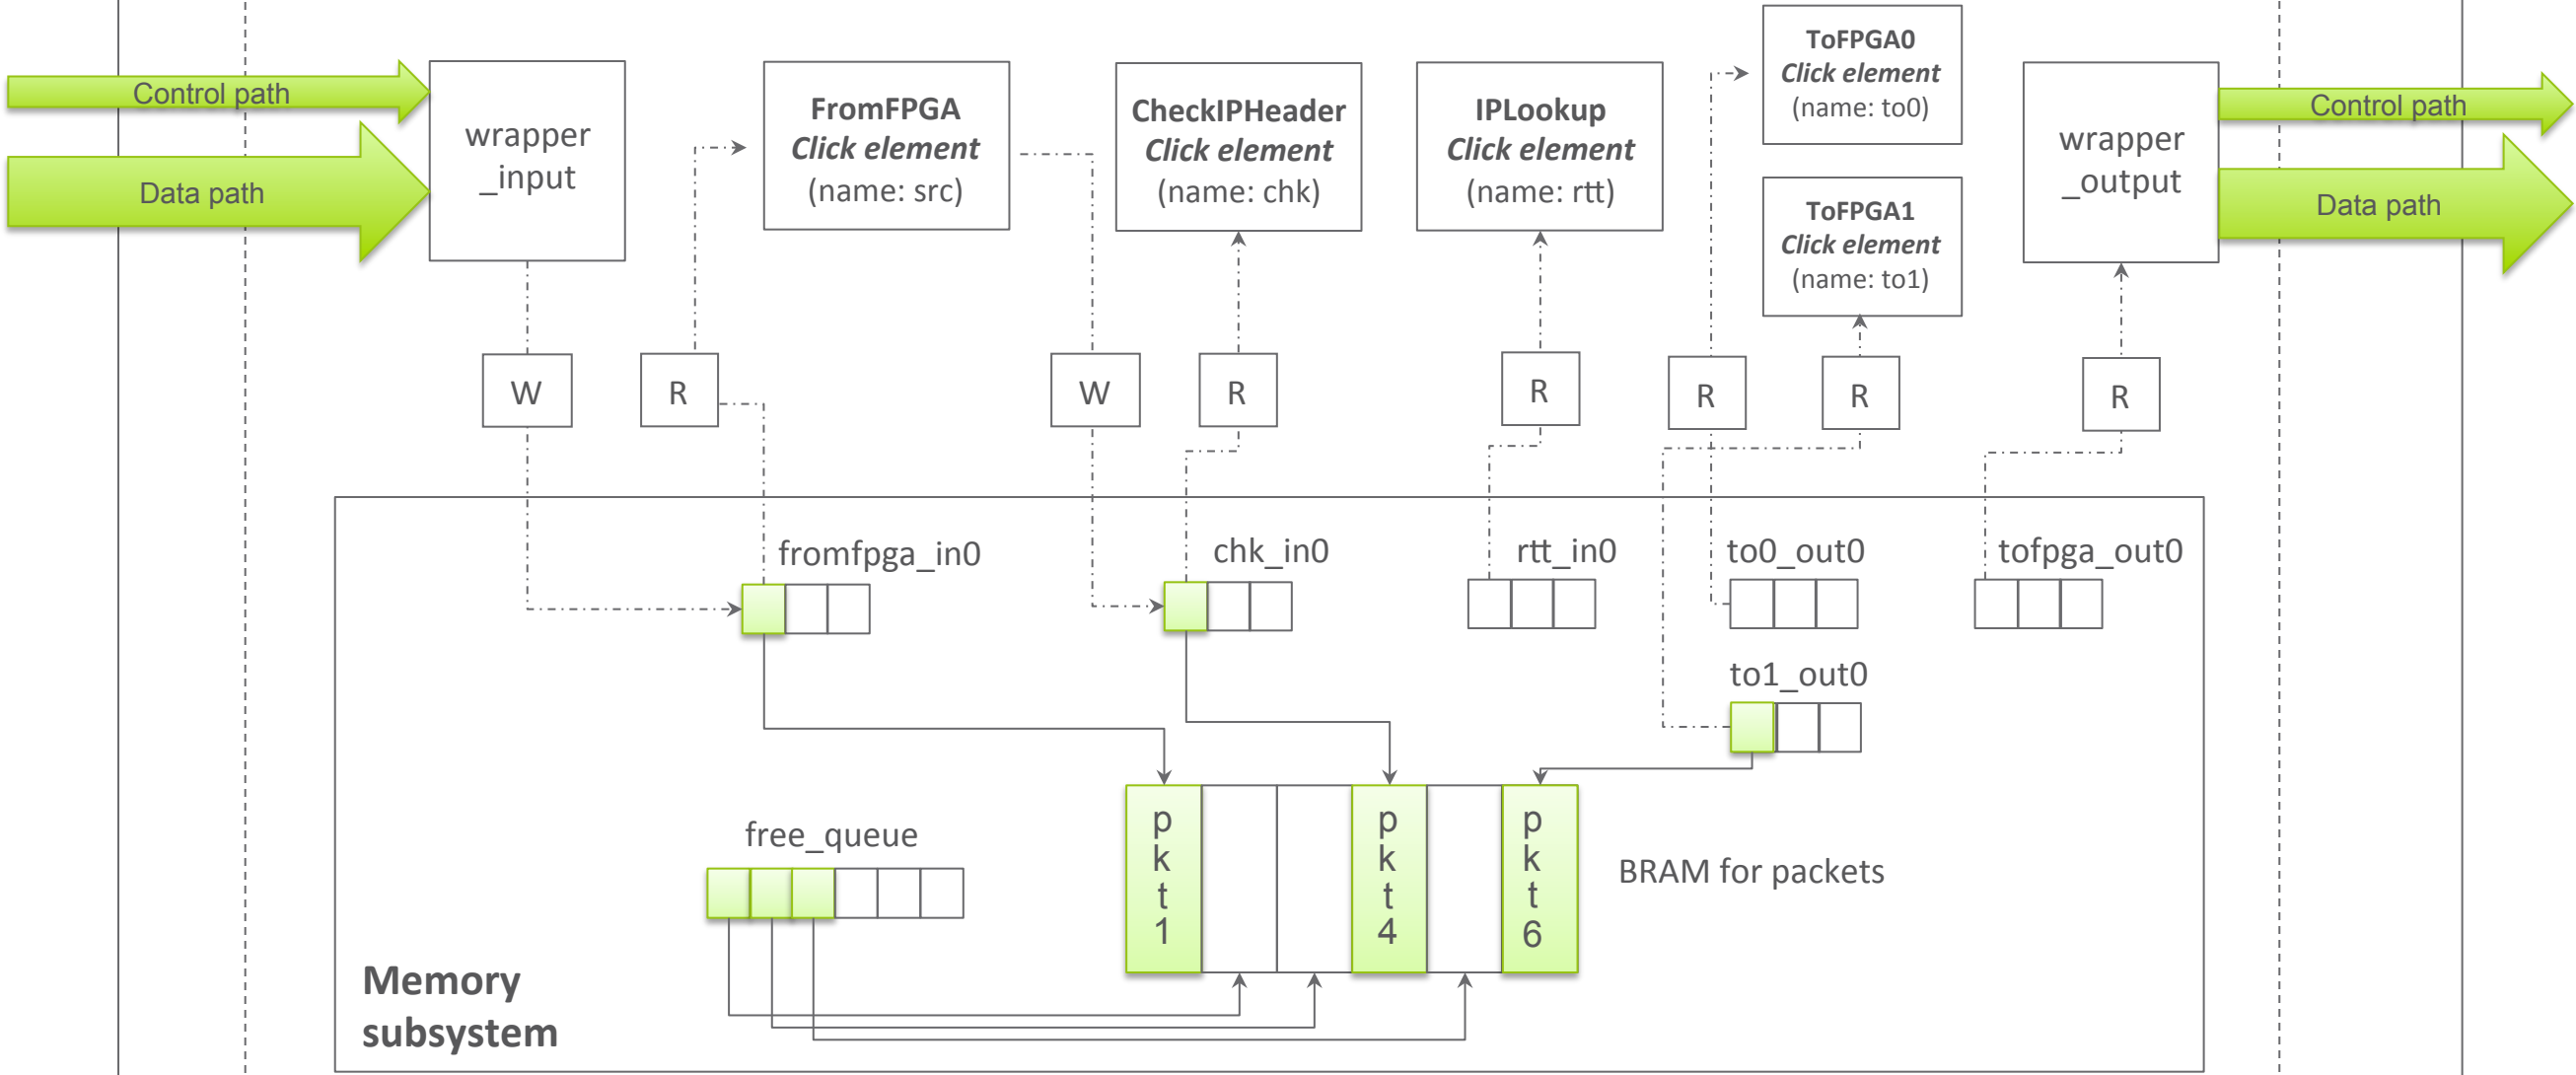 Control path
Data path
wrapper
_input
FromFPGA
Click element
(name: src)
CheckIPHeader
Click element
(name: chk)
IPLookup
Click element
(name: rtt)
ToFPGA0
Click element
(name: to0)
ToFPGA1
Click element
(name: to1)
wrapper
_output
Control path
Data path
W
R
W
R
R
R
R
R
fromfpga_in0
chk_in0
rtt_in0
to0_out0
tofpga_out0
to1_out0
free_queue
p
k
t
1
p
k
t
4
p
k
t
6
BRAM for packets
Memory
subsystem